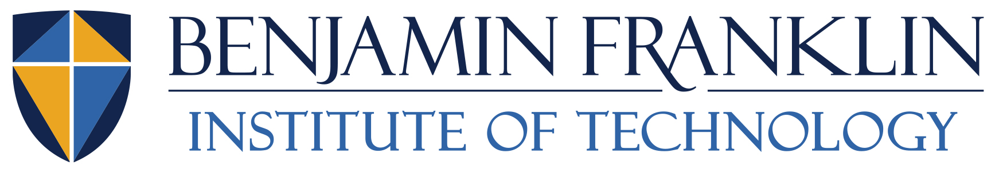 BENJAMIN FRANKLIN
INSTITUTE OF TECHNOLOGY